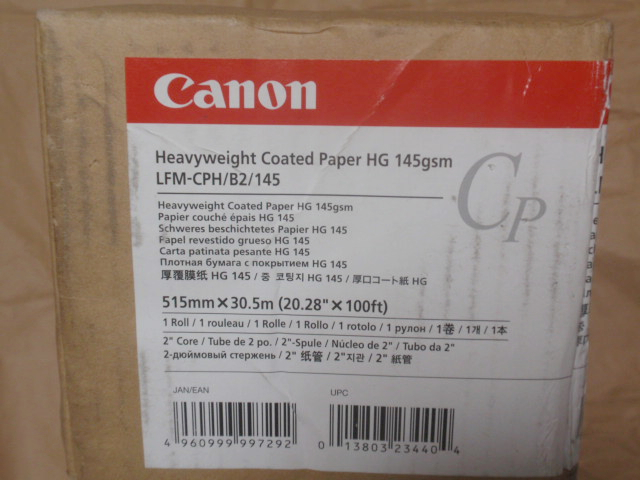 Canon
Heavyweight Coated Paper HG 145gsm
LFM-CPH/B2/145
CP
Heavyweight Coated Paper HG 145gsm
Papier couché épais HG 145
Schweres beschichtetes Papier HG 145
Papel revestido grueso HG 145
Carta patinata pesante HG 145
Плотная бумага с покрытием HG 145
厚覆膜纸 HG 145 / 중 코팅지 HG 145 / 厚口コート紙 HG
515mm×30.5m (20.28"×100ft)
1 Roll / 1 rouleau / 1 Rolle / 1 Rollo / 1 rotolo / 1 рулон / 1卷 / 1개 / 1本
2" Core / Tube de 2 po. / 2"-Spule / Núcleo de 2" / Tubo da 2"
2-дюймовый стержень / 2" 纸管 / 2"지관 / 2" 紙管
JAN/EAN
UPC
4 960999 997292
0 13803 23440 4